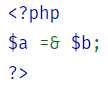 <?php
$a =& $b;
?>